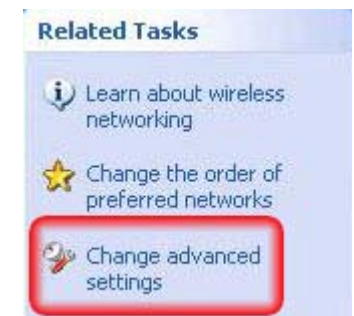 Related Tasks
Learn about wireless
networking
Change the order of
preferred networks
Change advanced
settings